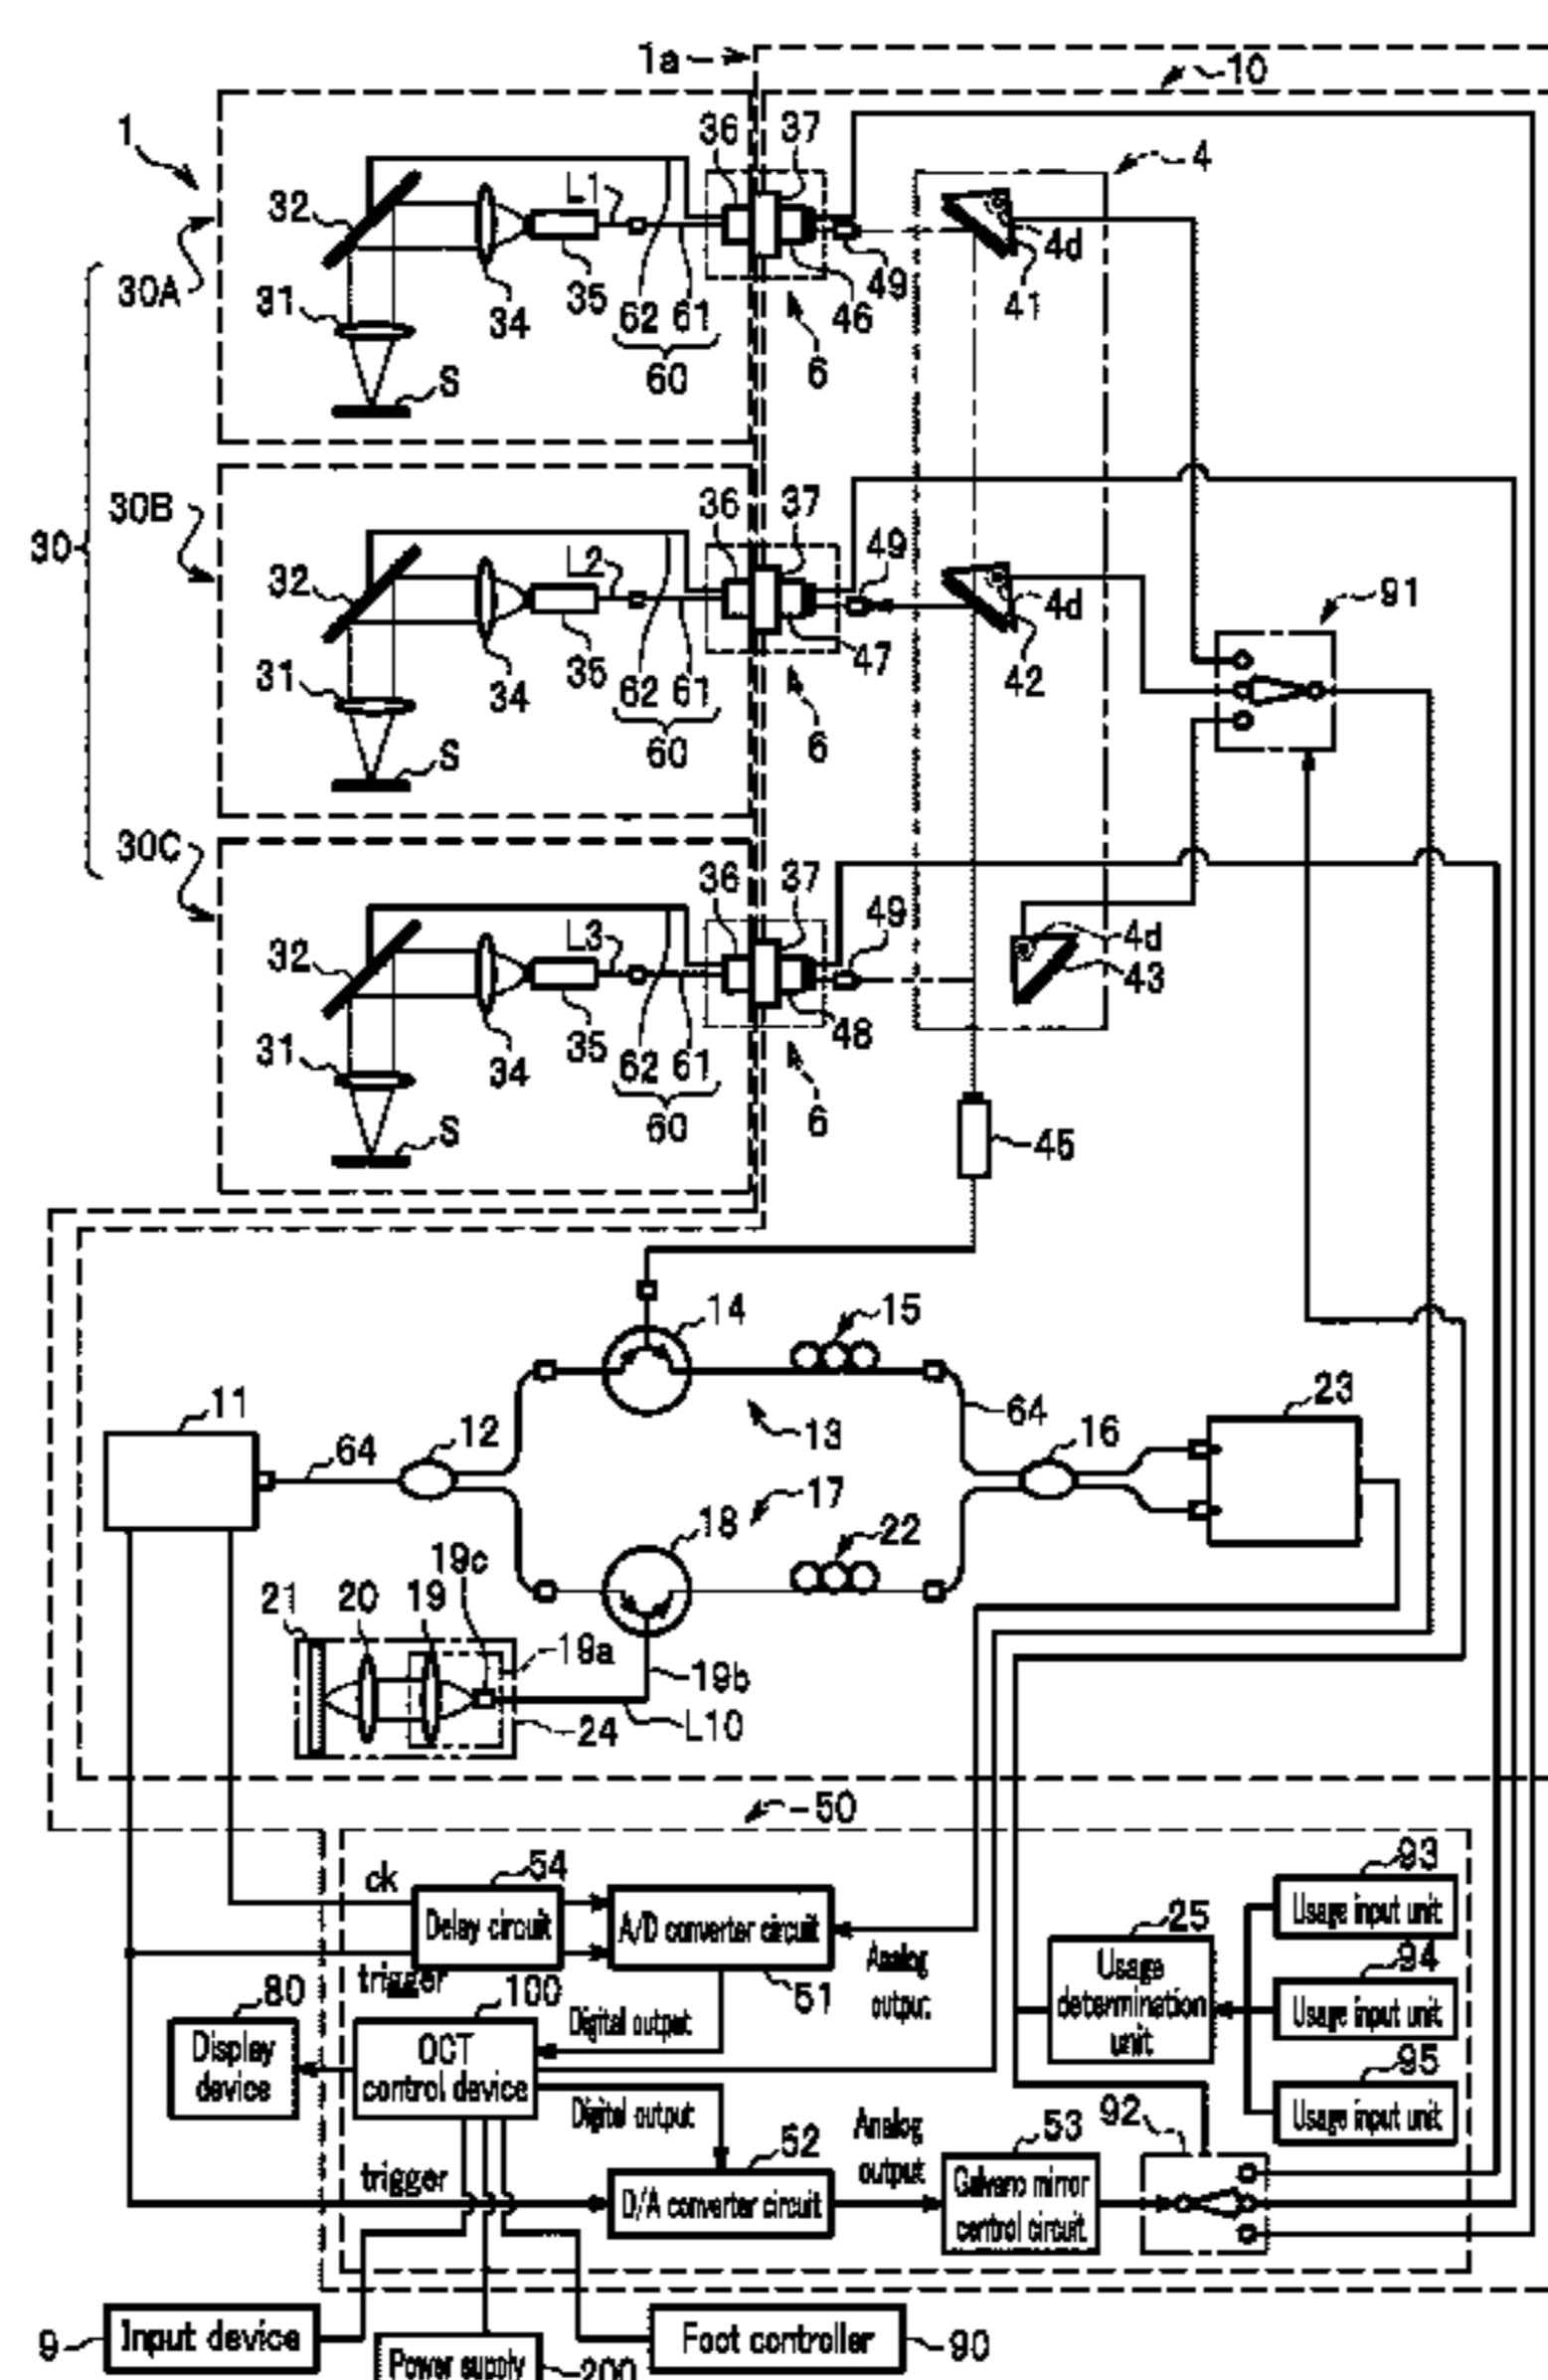 1a
10
1
36
37
4
32
L1
4d
30A
31
34
35
62
61
46
49
41
60
6
S
30B
36
37
49
30
32
L2
4d
91
31
34
35
62
61
47
42
60
6
S
30C
36
37
49
4d
32
L3
43
31
34
35
62
61
48
60
6
S
45
14
15
11
64
12
13
64
16
23
17
18
22
19c
21
20
19
19a
19b
24
L10
50
54
93
ck
Delay circuit
A/D converter circuit
25
Usage input unit
trigger
Analog
output
Usage
determination
unit
94
80
100
51
Usage input unit
Digital output
Display
device
OCT
control device
95
Digital output
92
Usage input unit
52
Analog
output
53
trigger
D/A converter circuit
Galvano mirror
control circuit
9
Input device
Foot controller
90
Power supply
200